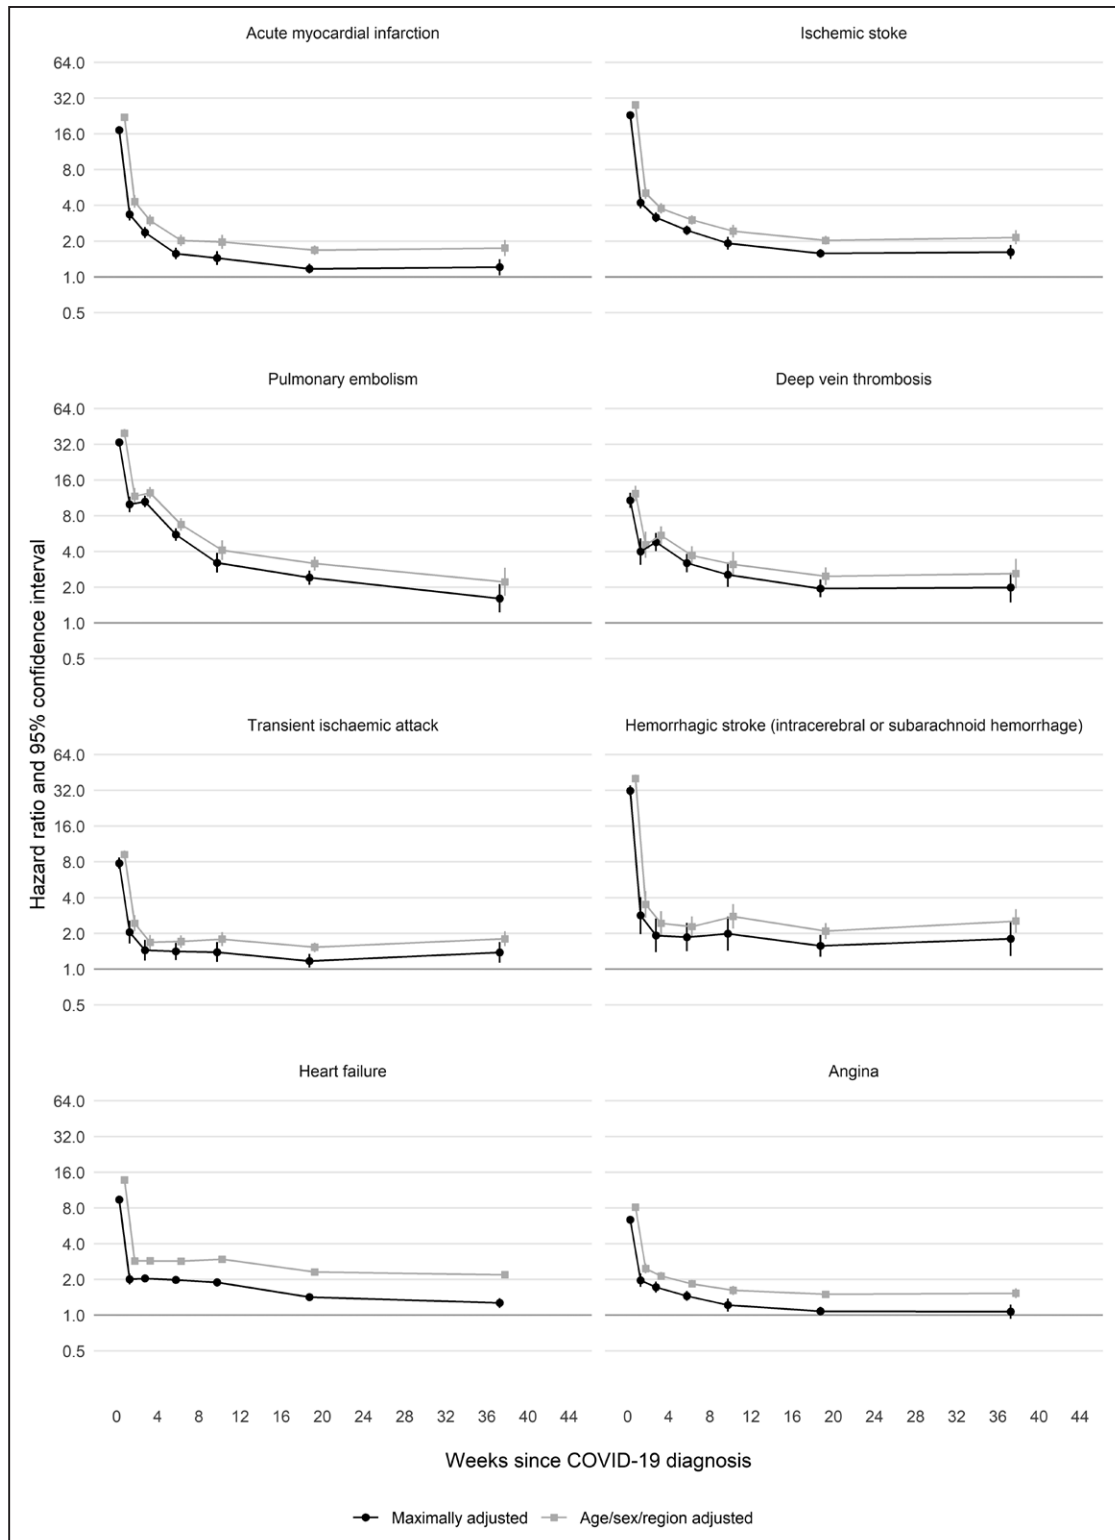 Acute myocardial infarction
Ischemic stoke
64.0
32.0
16.0
8.0
4.0
2.0
1.0
0.5
Pulmonary embolism
Deep vein thrombosis
64.0
32.0
16.0
8.0
4.0
2.0
1.0
0.5
Hazard ratio and 95% confidence interval
Transient ischaemic attack
Hemorrhagic stroke (intracerebral or subarachnoid hemorrhage)
64.0
32.0
16.0
8.0
4.0
2.0
1.0
0.5
Heart failure
Angina
64.0
32.0
16.0
8.0
4.0
2.0
1.0
0.5
0 4 8 12 16 20 24 28 32 36 40 44
0 4 8 12 16 20 24 28 32 36 40 44
Weeks since COVID-19 diagnosis
Maximally adjusted Age/sex/region adjusted